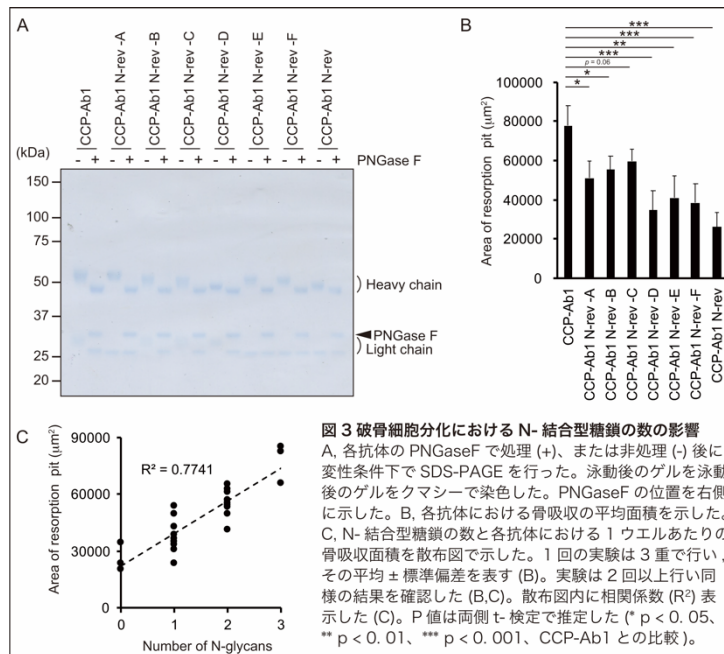 A
CCP-Ab1
CCP-Ab1 N-rev -A
CCP-Ab1 N-rev -B
CCP-Ab1 N-rev -C
CCP-Ab1 N-rev -D
CCP-Ab1 N-rev -E
CCP-Ab1 N-rev -F
CCP-Ab1 N-rev
(kDa)
- + - + - + - + - + - + - + - + PNGase F
150
100
75
50
37
25
20
Heavy chain
PNGase F
Light chain
B
***
***
**
***
p = 0.06
*
*
Area of resorption pit (µm²)
100000
80000
60000
40000
20000
0
CCP-Ab1
CCP-Ab1 N-rev -A
CCP-Ab1 N-rev -B
CCP-Ab1 N-rev -C
CCP-Ab1 N-rev -D
CCP-Ab1 N-rev -E
CCP-Ab1 N-rev -F
CCP-Ab1 N-rev
C
Area of resorption pit (µm²)
90000
60000
30000
0
R² = 0.7741
0 1 2 3
Number of N-glycans
図 3 破骨細胞分化における N- 結合型糖鎖の数の影響
A, 各抗体の PNGaseF で処理 (+)、または非処理 (-) 後に
変性条件下で SDS-PAGE を行った。泳動後のゲルを泳動
後のゲルをクマシーで染色した。PNGaseF の位置を右側
に示した。B, 各抗体における骨吸収の平均面積を示した。
C, N- 結合型糖鎖の数と各抗体における 1 ウエルあたりの
骨吸収面積を散布図で示した。1 回の実験は 3 重で行い、
その平均 ± 標準偏差を表す (B)。実験は 2 回以上行い同
様の結果を確認した (B,C)。散布図内に相関係数 (R²) 表
示した (C)。P 値は両側 t- 検定で推定した (* p < 0. 05、
** p < 0. 01、*** p < 0. 001、CCP-Ab1 との比較 )。